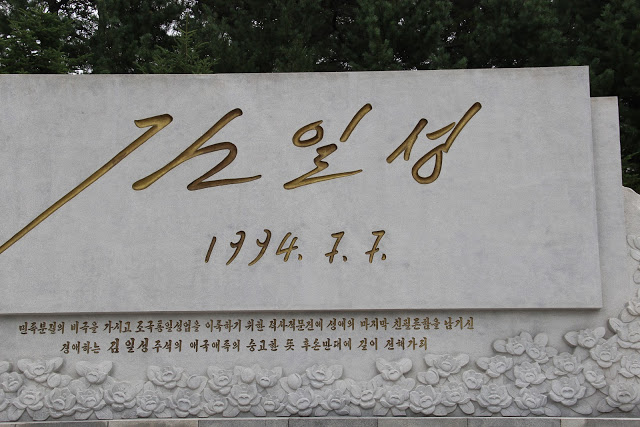 김일성
1994. 7. 7.
민족분렬의 비극을 가시고 조국통일성업을 이룩하기 위한 력사적문건에 생애의 마지막 친필존함을 남기신
경애하는 김일성주석의 애국애족의 숭고한 뜻 후손만대에 길이 전해가리